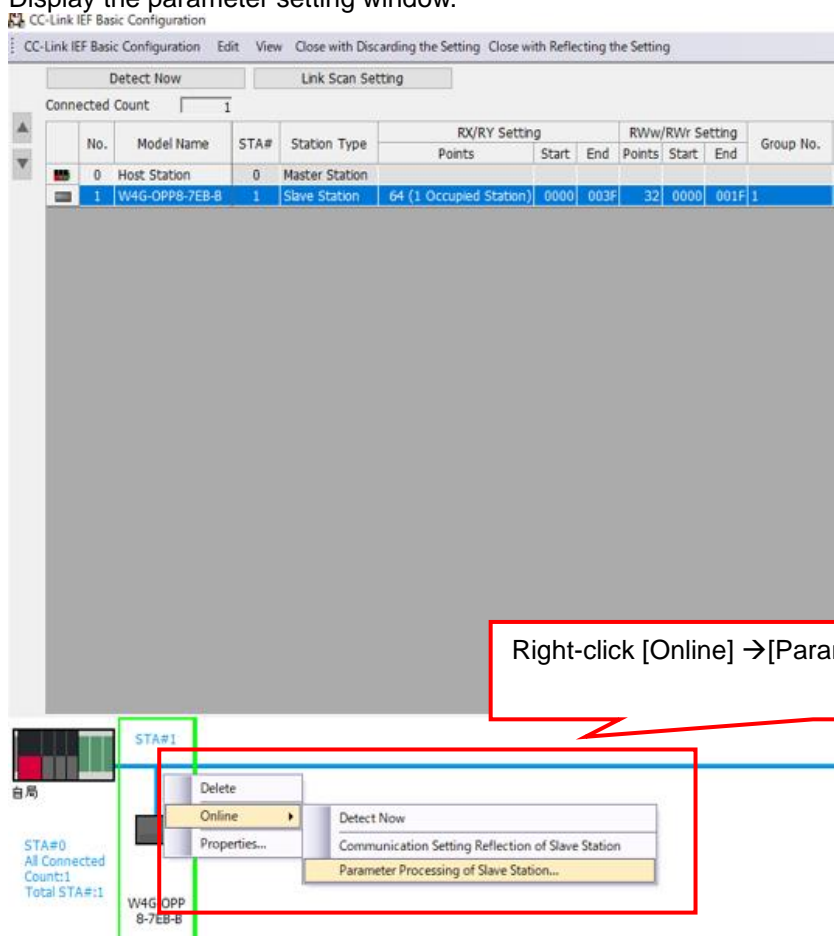 Display the parameter setting window.
CC-Link IEF Basic Configuration
CC-Link IEF Basic Configuration Edit View Close with Discarding the Setting Close with Reflecting the Setting
Detect Now Link Scan Setting
Connected Count 1
No. Model Name STA# Station Type RX/RY Setting RWw/RWr Setting Group No.
Points Start End Points Start End
0 Host Station 0 Master Station
1 W4G-OPP8-7EB-B 1 Slave Station 64 (1 Occupied Station) 0000 003F 32 0000 001F 1
Right-click [Online] →[Para
STA#1
自局
STA#0
All Connected
Count:1
Total STA#:1
Delete
Online
Properties...
Detect Now
Communication Setting Reflection of Slave Station
Parameter Processing of Slave Station...
W4G-OPP
8-7EB-B